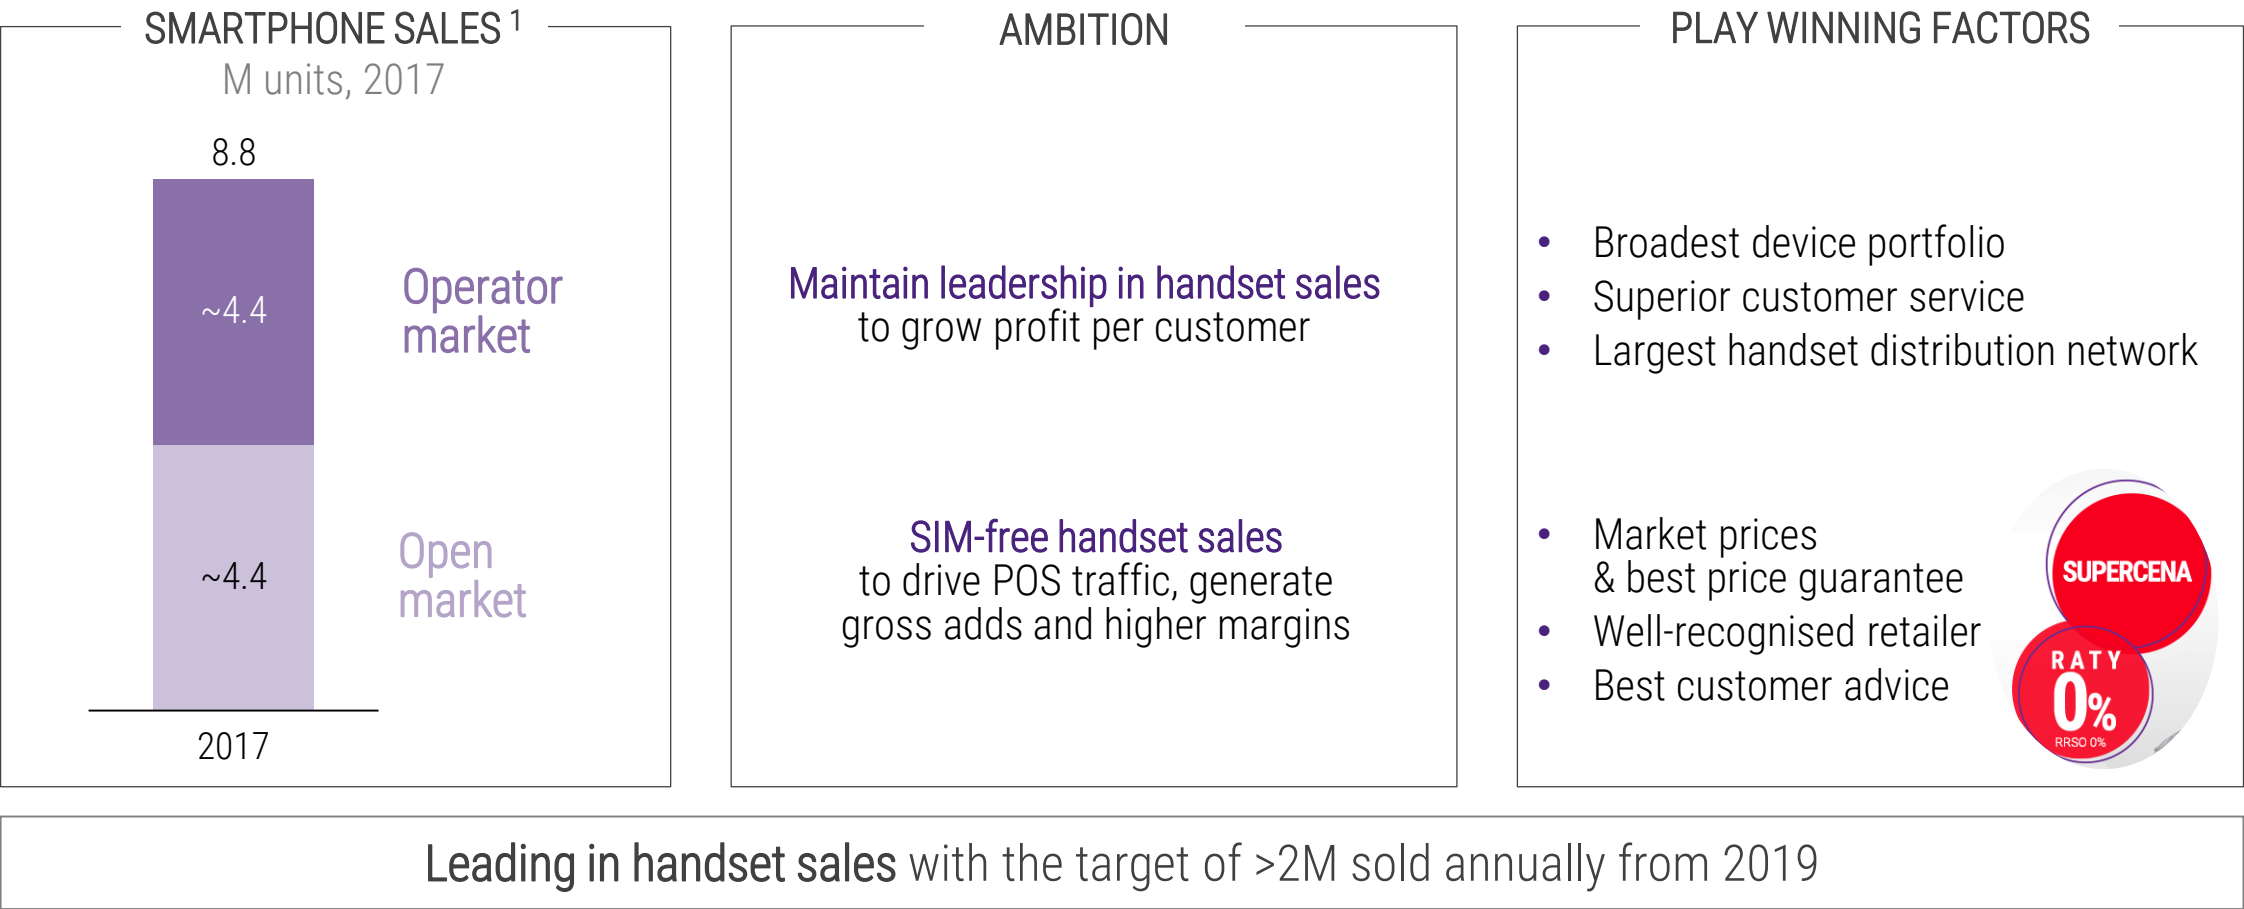 SMARTPHONE SALES 1
M units, 2017
8.8
~4.4
Operator
market
~4.4
Open
market
2017
AMBITION
Maintain leadership in handset sales
to grow profit per customer
SIM-free handset sales
to drive POS traffic, generate
gross adds and higher margins
PLAY WINNING FACTORS
• Broadest device portfolio
• Superior customer service
• Largest handset distribution network
• Market prices
& best price guarantee
• Well-recognised retailer
• Best customer advice
SUPERCENA
RATY
0%
RRSO 0%
Leading in handset sales with the target of >2M sold annually from 2019